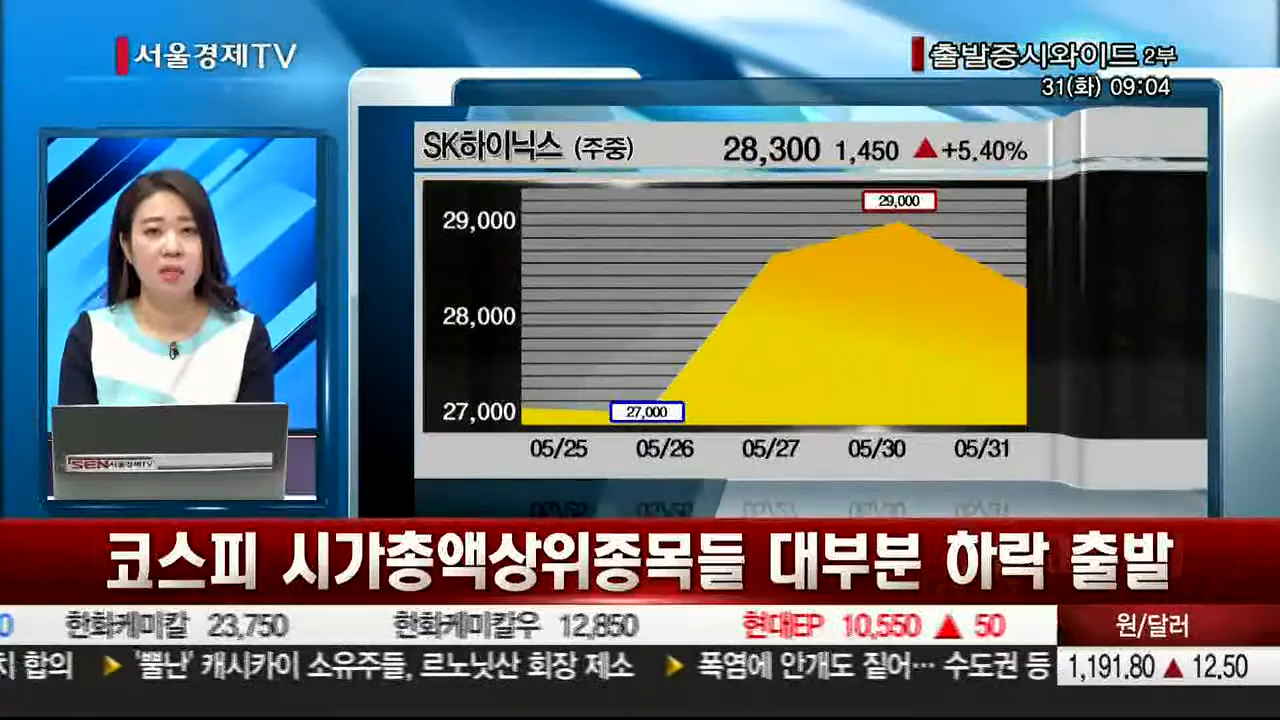 서울경제TV
출발증시와이드 2부
31(화) 09:04
SK하이닉스 (주중) 28,300 1,450 ▲+5.40%
29,000
29,000
28,000
27,000
27,000
05/25 05/26 05/27 05/30 05/31
SEN서울경제TV
코스피 시가총액상위종목들 대부분 하락 출발
0 한화케미칼 23,750 한화케미칼우 12,850 현대EP 10,550 ▲ 50
원/달러
치 합의 ▶ '뿔난' 캐시카이 소유주들, 르노닛산 회장 제소 ▶ 폭염에 안개도 짙어… 수도권 등
1,191.80 ▲ 12.50